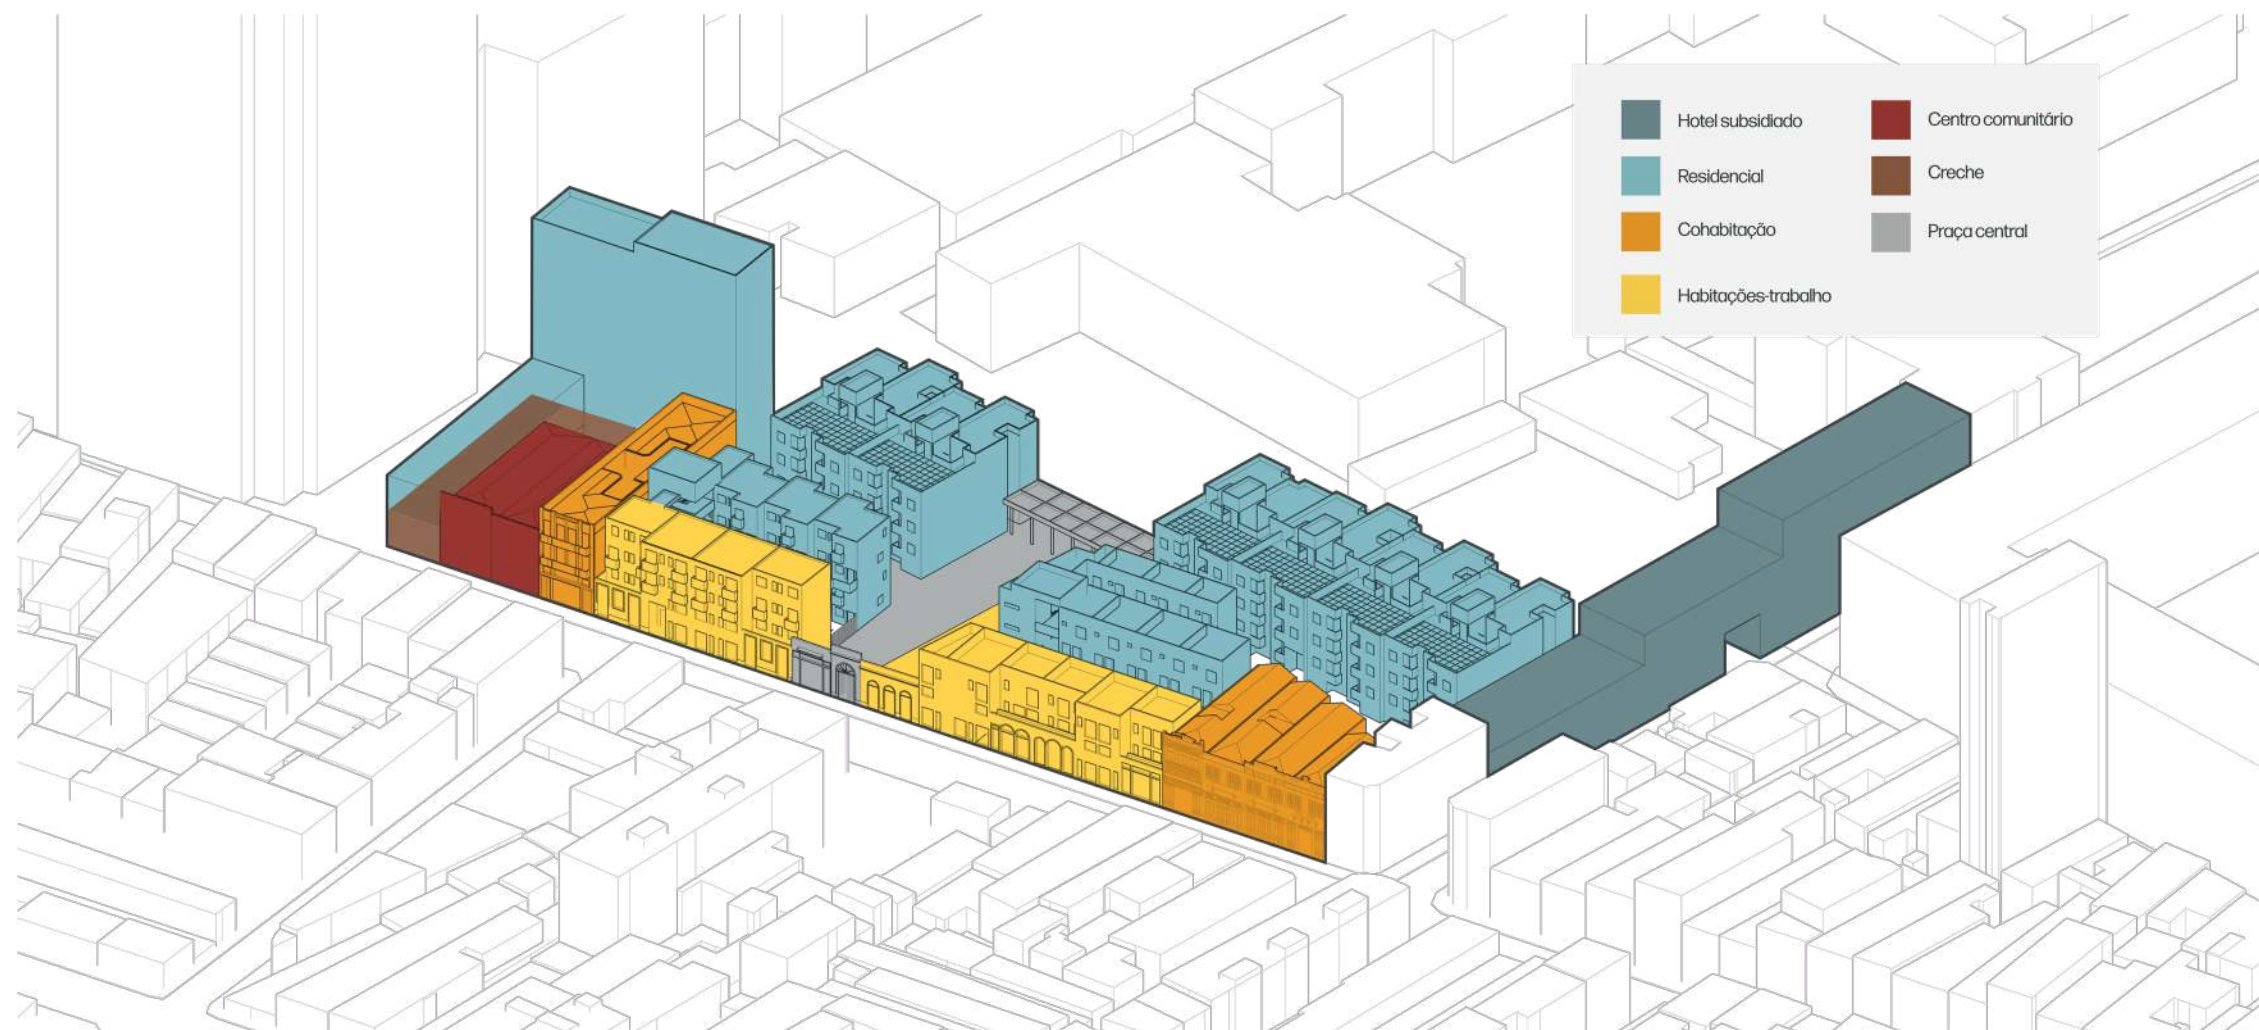 Hotel subsidiado
Residencial
Cohabitação
Habitações-trabalho
Centro comunitário
Creche
Praça central